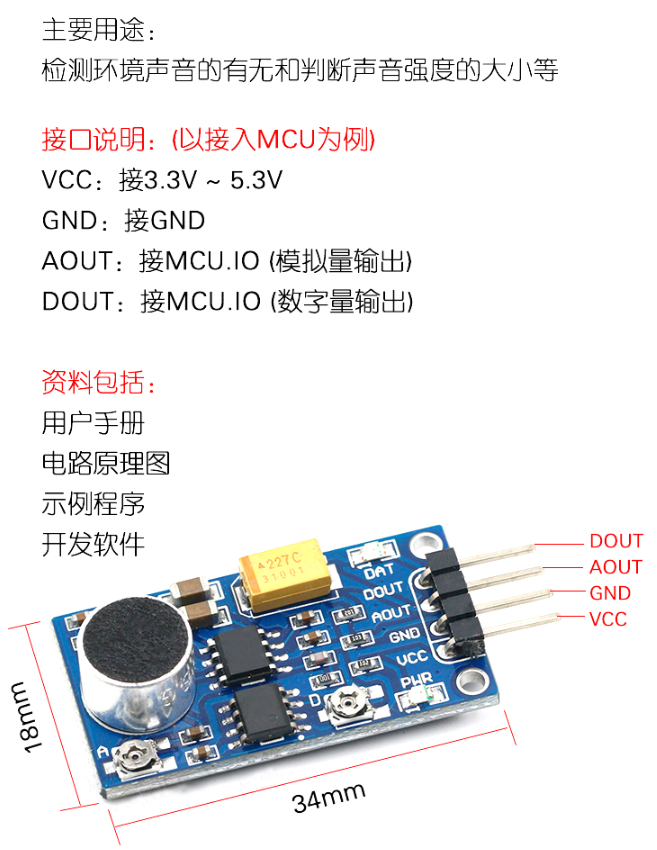 主要用途：
检测环境声音的有无和判断声音强度的大小等
接口说明：(以接入MCU为例)
VCC：接3.3V ~ 5.3V
GND：接GND
AOUT：接MCU.IO (模拟量输出)
DOUT：接MCU.IO (数字量输出)
资料包括：
用户手册
电路原理图
示例程序
开发软件
DOUT
AOUT
GND
VCC
227C
31001
DAT
DOUT
AOUT
GND
VCC
PWR
D
A
18mm
34mm